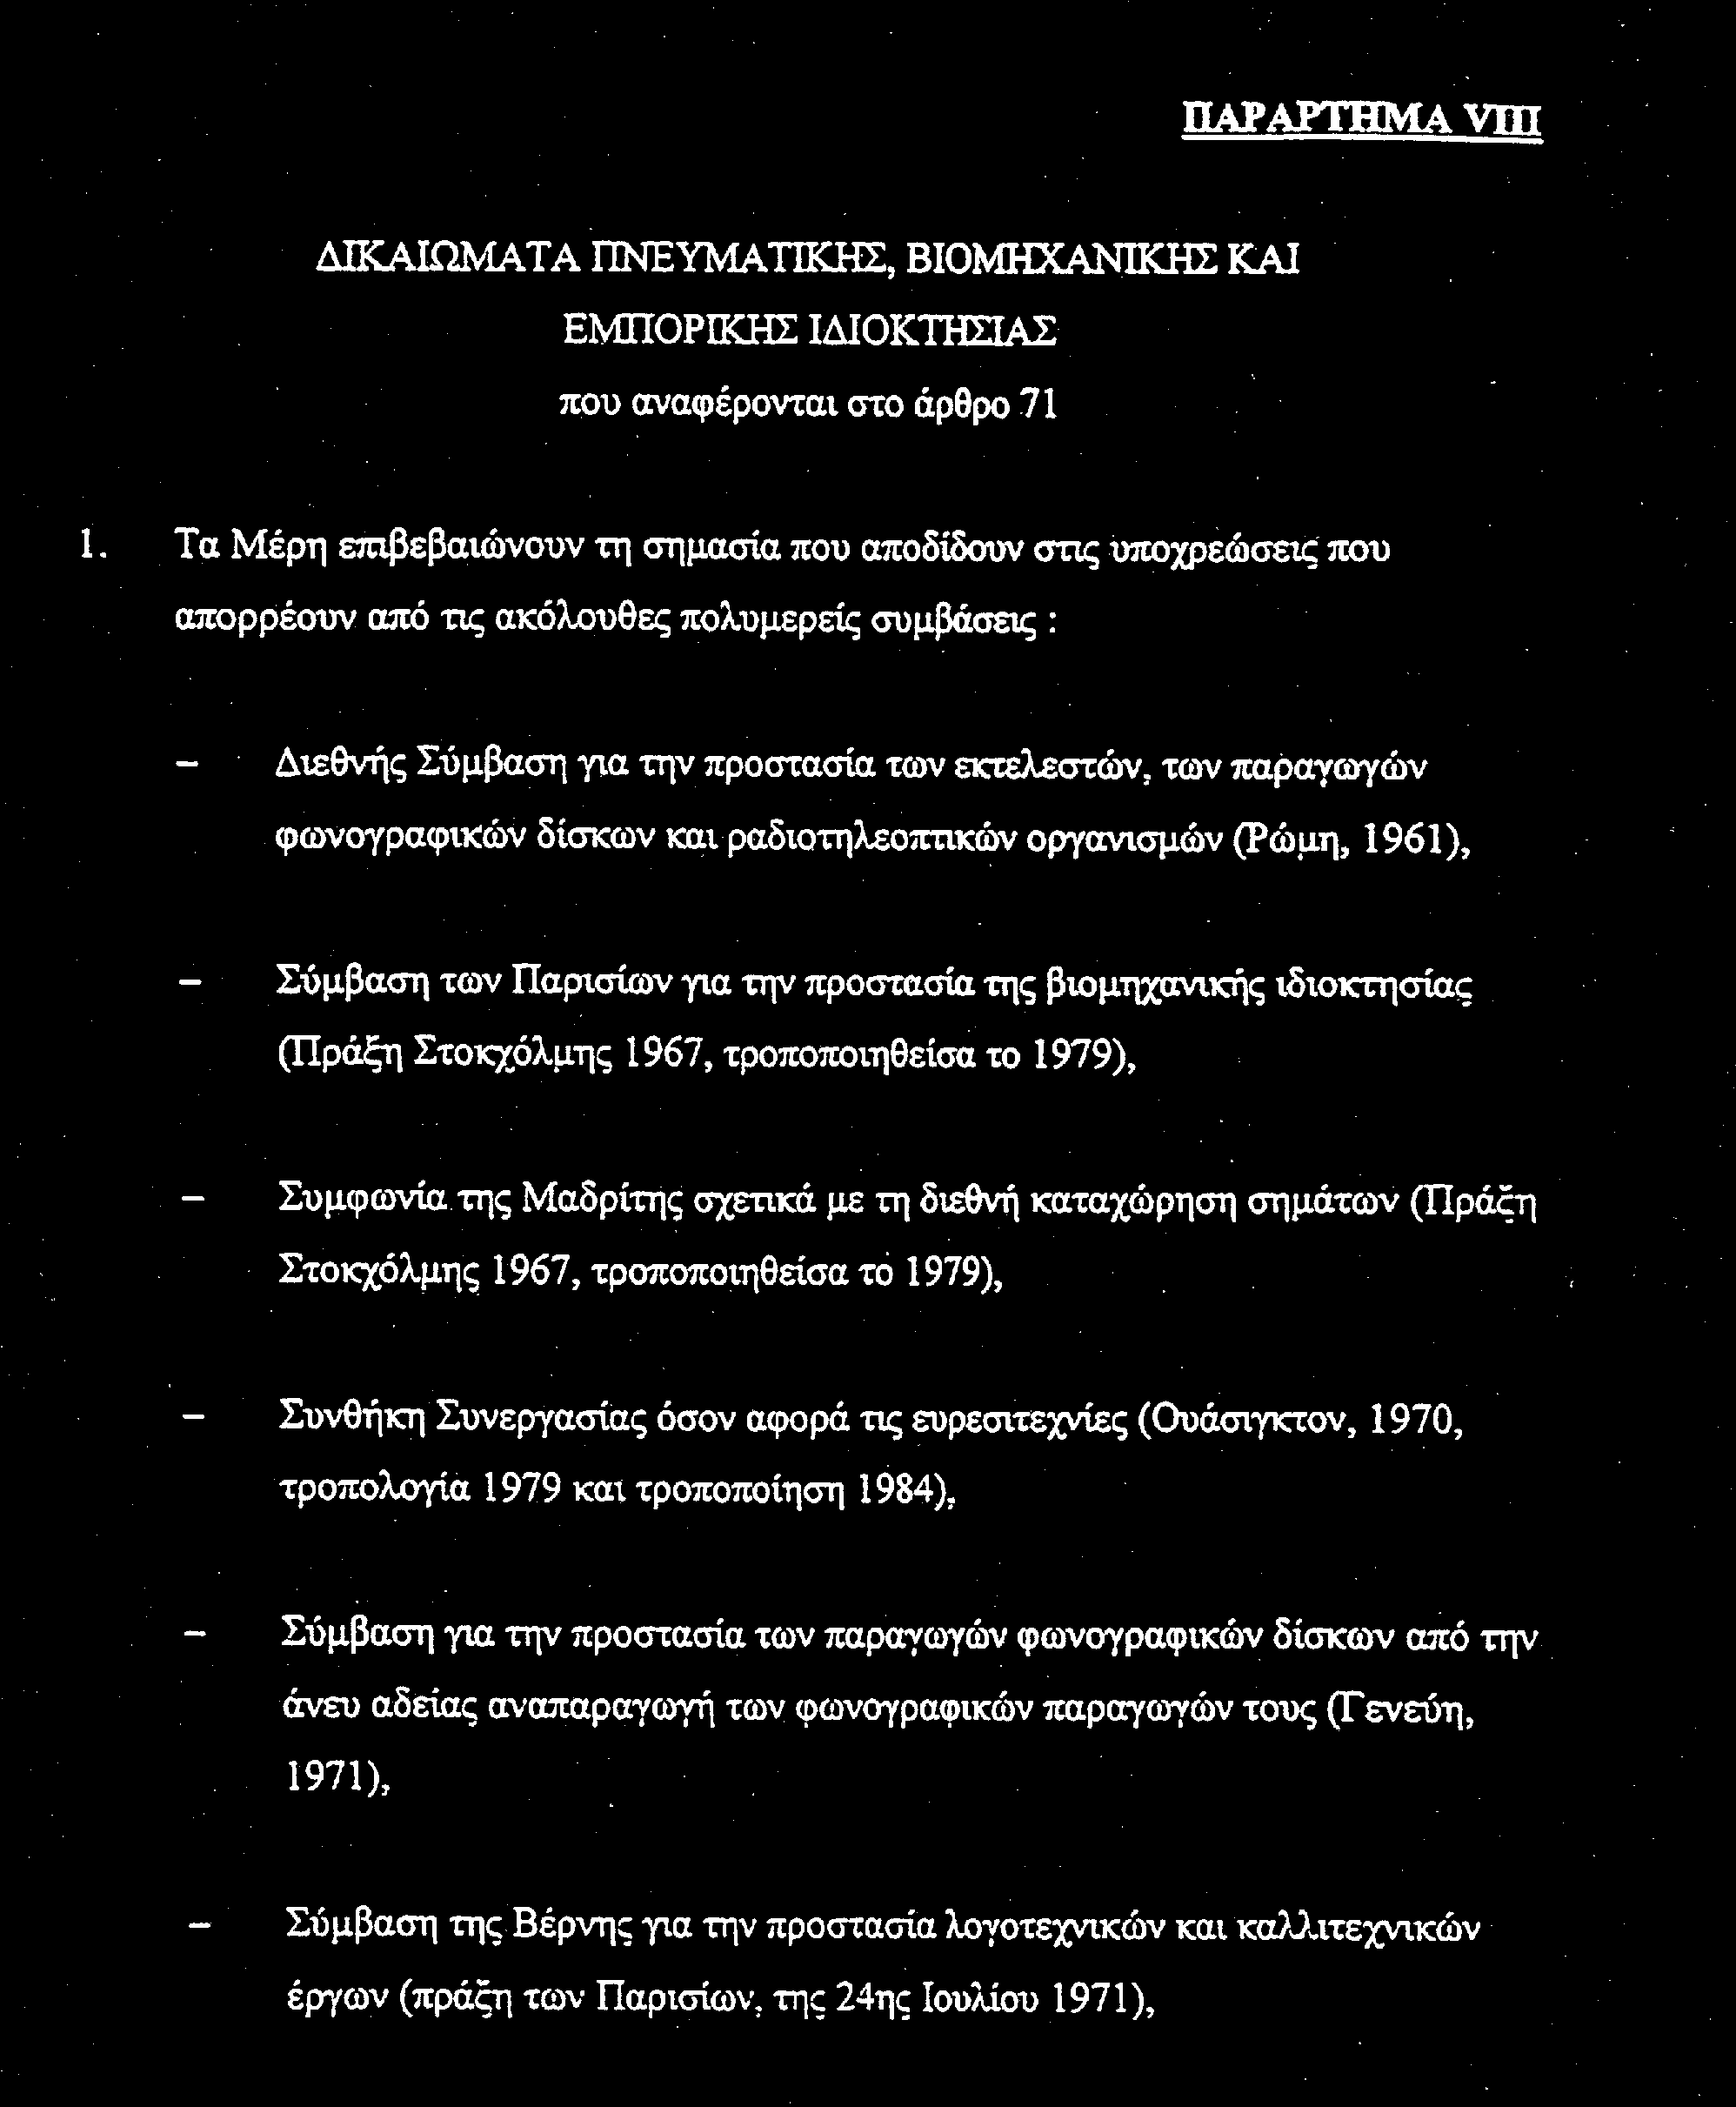 ΠΑΡΑΡΤΗΜΑ VIII
ΔΙΚΑΙΩΜΑΤΑ ΠΝΕΥΜΑΤΙΚΗΣ, ΒΙΟΜΗΧΑΝΙΚΗΣ ΚΑΙ
ΕΜΠΟΡΙΚΗΣ ΙΔΙΟΚΤΗΣΙΑΣ
που αναφέρονται στο άρθρο 71
1. Τα Μέρη επιβεβαιώνουν τη σημασία που αποδίδουν στις υποχρεώσεις που
απορρέουν από τις ακόλουθες πολυμερείς συμβάσεις :
- Διεθνής Σύμβαση για την προστασία των εκτελεστών, των παραγωγών
φωνογραφικών δίσκων και ραδιοτηλεοπτικών οργανισμών (Ρώμη, 1961),
- Σύμβαση των Παρισίων για την προστασία της βιομηχανικής ιδιοκτησίας
(Πράξη Στοκχόλμης 1967, τροποποιηθείσα το 1979),
- Συμφωνία της Μαδρίτης σχετικά με τη διεθνή καταχώρηση σημάτων (Πράξη
Στοκχόλμης 1967, τροποποιηθείσα το 1979),
- Συνθήκη Συνεργασίας όσον αφορά τις ευρεσιτεχνίες (Ουάσιγκτον, 1970,
τροπολογία 1979 και τροποποίηση 1984),
- Σύμβαση για την προστασία των παραγωγών φωνογραφικών δίσκων από την
άνευ αδείας αναπαραγωγή των φωνογραφικών παραγωγών τους (Γενεύη,
1971),
- Σύμβαση της Βέρνης για την προστασία λογοτεχνικών και καλλιτεχνικών
έργων (πράξη των Παρισίων, της 24ης Ιουλίου 1971),